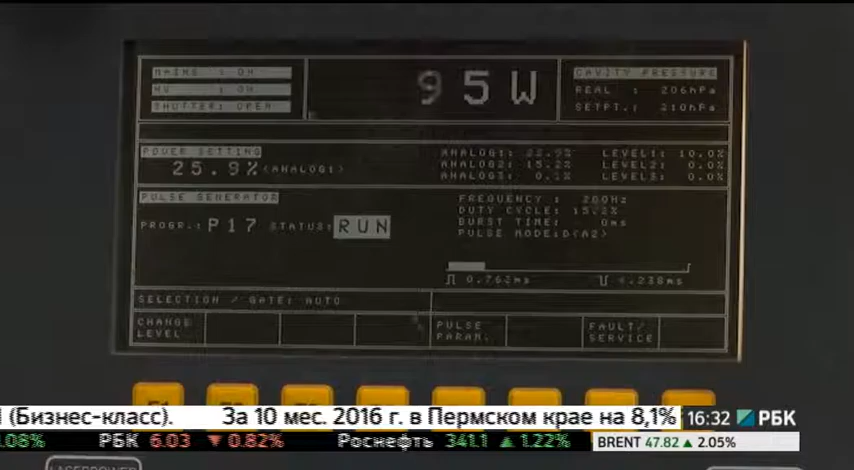 MAINS : ON
HV : ON
SHUTTER: OPEN
95W
CAVITY PRESSURE
REAL : 206hPa
SETPT.: 210hPa
POWER SETTING
25.9% (ANALOG1)
ANALOG2: 15.2%
ANALOG3: 0.1%
LEVEL1: 10.0%
LEVEL2: 0.0%
LEVEL3: 0.0%
PULSE GENERATOR
PROGR.: P17 STATUS: RUN
FREQUENCY : 200Hz
DUTY CYCLE: 15.2%
BURST TIME: 0ms
PULSE MODE:D(A2)
0.762ms 4.238ms
SELECTION / GATE: AUTO
CHANGE LEVEL
PULSE PARAM.
FAULT/ SERVICE
(Бизнес-класс). За 10 мес. 2016 г. в Пермском крае на 8,1%
16:32 РБК
.08% РБК 6.03 ▼ 0.82% Роснефть 341.1 ▲ 1.22%
BRENT 47.82 ▲ 2.05%
LASERPOWER